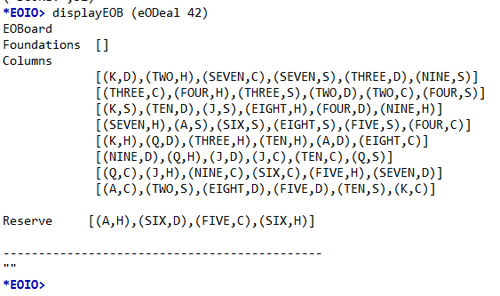 *EOIO> displayEOB (eODeal 42)
EOBoard
Foundations []
Columns
[(K,D),(TWO,H),(SEVEN,C),(SEVEN,S),(THREE,D),(NINE,S)]
[(THREE,C),(FOUR,H),(THREE,S),(TWO,D),(TWO,C),(FOUR,S)]
[(K,S),(TEN,D),(J,S),(EIGHT,H),(FOUR,D),(NINE,H)]
[(SEVEN,H),(A,S),(SIX,S),(EIGHT,S),(FIVE,S),(FOUR,C)]
[(K,H),(Q,D),(THREE,H),(TEN,H),(A,D),(EIGHT,C)]
[(NINE,D),(Q,H),(J,D),(J,C),(TEN,C),(Q,S)]
[(Q,C),(J,H),(NINE,C),(SIX,C),(FIVE,H),(SEVEN,D)]
[(A,C),(TWO,S),(EIGHT,D),(FIVE,D),(TEN,S),(K,C)]
Reserve [(A,H),(SIX,D),(FIVE,C),(SIX,H)]
---------------------------------------------
""
*EOIO>